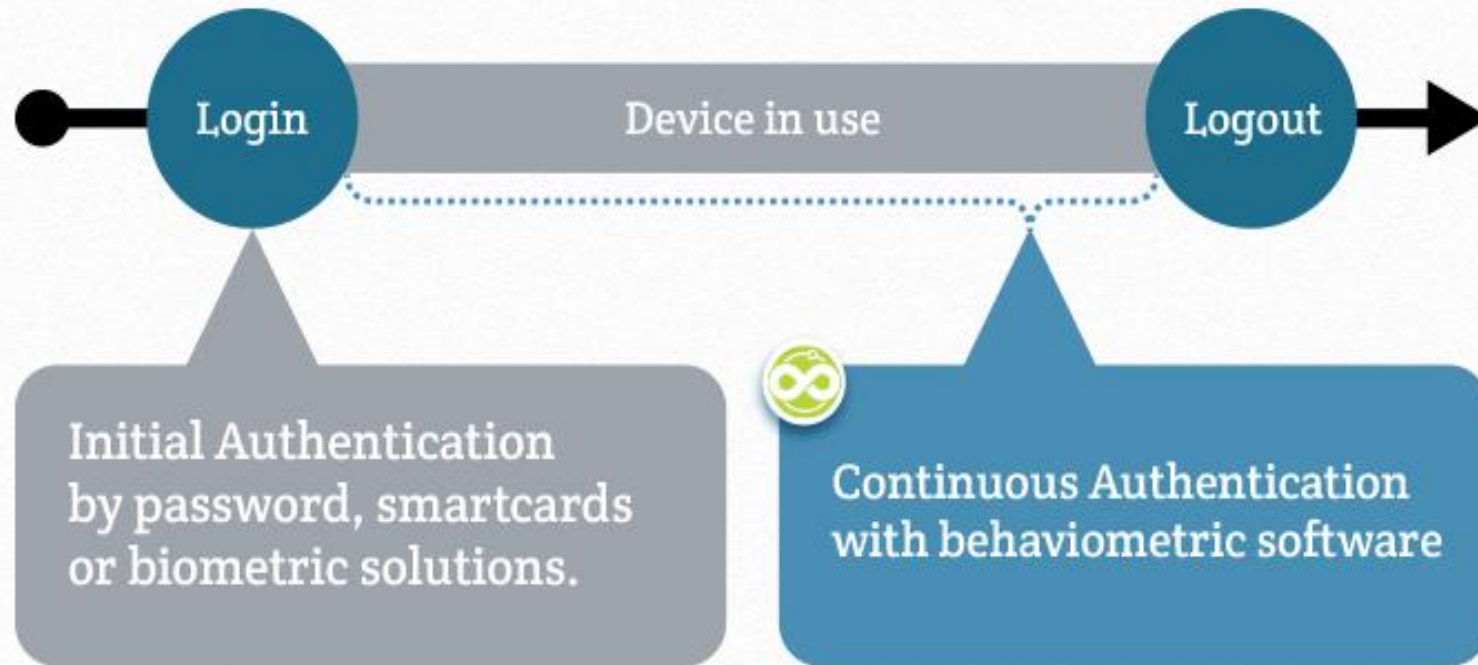 Login
Device in use
Logout
Initial Authentication
by password, smartcards
or biometric solutions.
Continuous Authentication
with behaviometric software